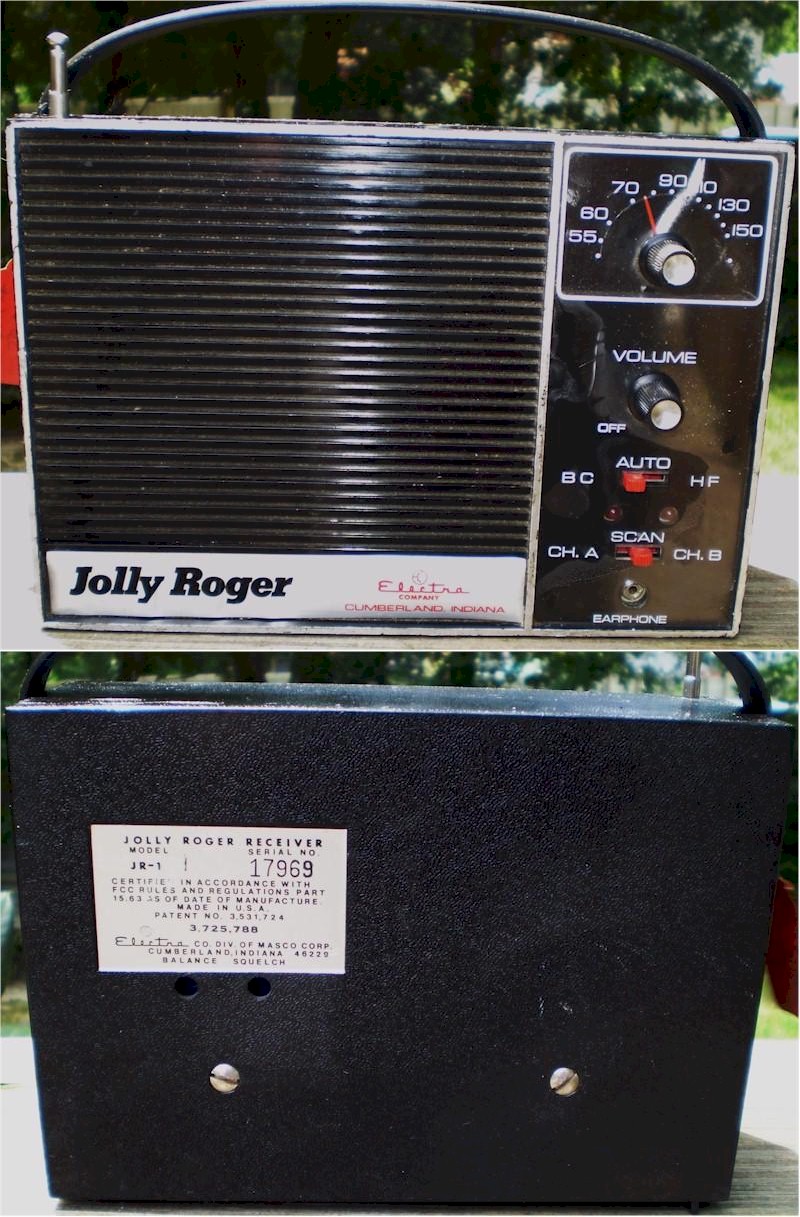 55 60 70 90 130 150
VOLUME
OFF
AUTO
BC HF
SCAN
CH. A CH. B
EARPHONE
Jolly Roger
Electra
COMPANY
CUMBERLAND, INDIANA
JOLLY ROGER RECEIVER
MODEL SERIAL NO.
JR-1 17969
IN ACCORDANCE WITH
FCC RULES AND REGULATIONS PART
15.63 AS OF DATE OF MANUFACTURE.
MADE IN U.S.A.
PATENT NO. 3,531,724
3,725,788
Electra CO. DIV. OF MASCO CORP.
CUMBERLAND, INDIANA 46229
BALANCE SQUELCH